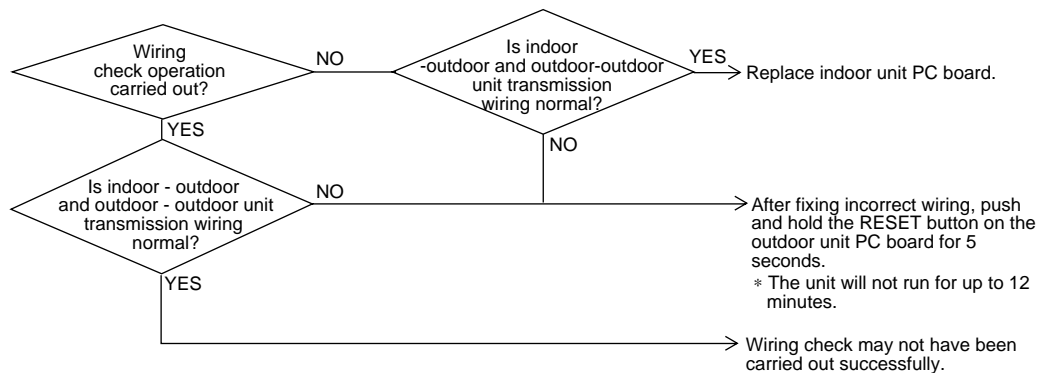 Wiring
check operation
carried out?
NO
Is indoor
-outdoor and outdoor-outdoor
unit transmission
wiring normal?
YES
Replace indoor unit PC board.
YES
NO
Is indoor - outdoor
and outdoor - outdoor unit
transmission wiring
normal?
NO
After fixing incorrect wiring, push
and hold the RESET button on the
outdoor unit PC board for 5
seconds.
* The unit will not run for up to 12
minutes.
YES
Wiring check may not have been
carried out successfully.